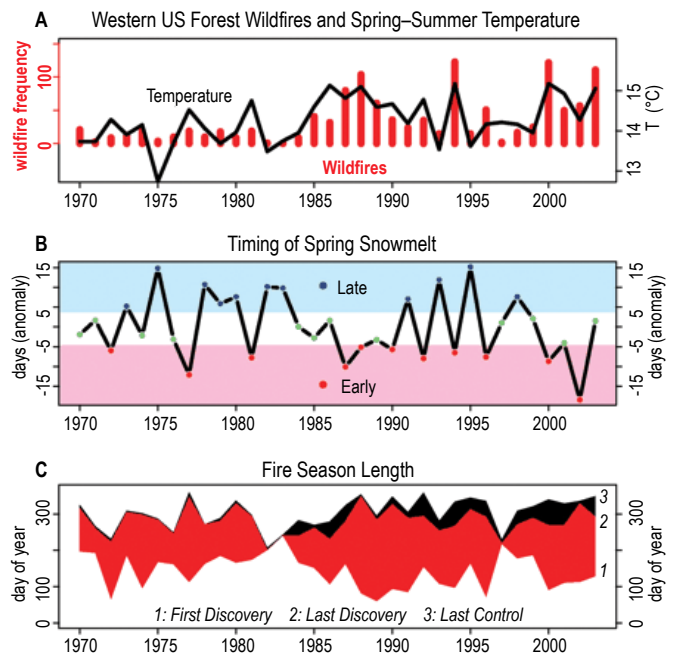 A Western US Forest Wildfires and Spring–Summer Temperature
wildfire frequency
0 100
Temperature
Wildfires
13 14 15
T (°C)
1970 1975 1980 1985 1990 1995 2000
B Timing of Spring Snowmelt
days (anomaly)
-15 -5 5 15
Late
Early
-15 -5 5 15
days (anomaly)
1970 1975 1980 1985 1990 1995 2000
C Fire Season Length
day of year
0 100 300
3
2
1
1: First Discovery 2: Last Discovery 3: Last Control
0 100 300
day of year
1970 1975 1980 1985 1990 1995 2000